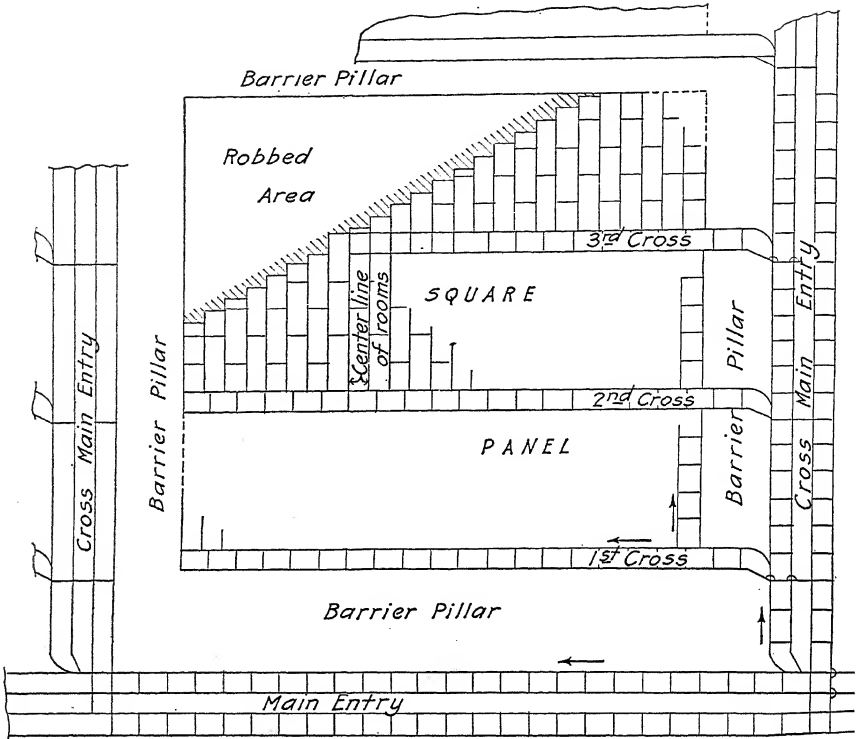 Barrier Pillar
Robbed
Area
3rd Cross
Center line
of rooms
SQUARE
Barrier Pillar
Cross Main Entry
Cross Main Entry
2nd Cross
PANEL
Barrier Pillar
1st Cross
Barrier Pillar
Main Entry